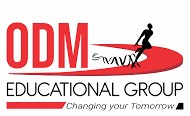 ODM
EDUCATIONAL GROUP
Changing your Tomorrow